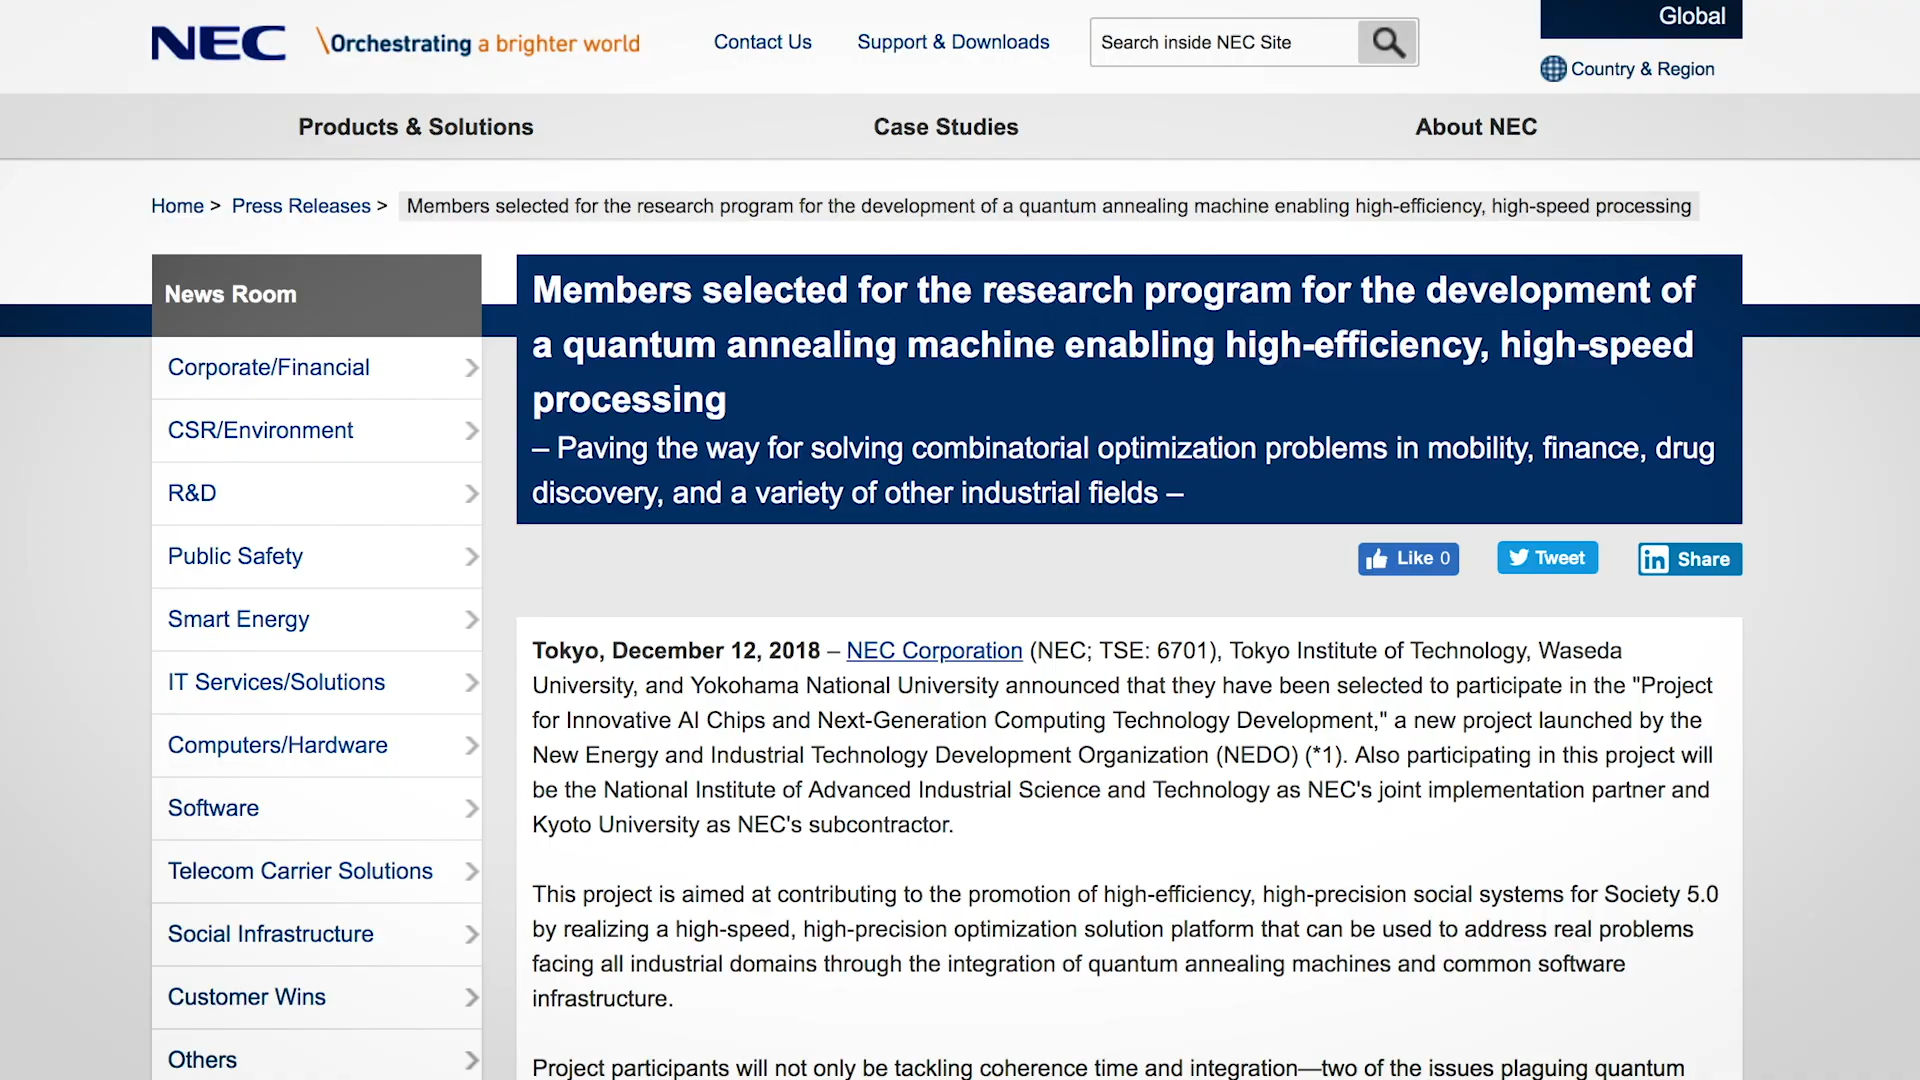 NEC
\Orchestrating a brighter world
Contact Us
Support & Downloads
Search inside NEC Site
Global
Country & Region
Products & Solutions
Case Studies
About NEC
Home > Press Releases > Members selected for the research program for the development of a quantum annealing machine enabling high-efficiency, high-speed processing
News Room
Corporate/Financial
CSR/Environment
R&D
Public Safety
Smart Energy
IT Services/Solutions
Computers/Hardware
Software
Telecom Carrier Solutions
Social Infrastructure
Customer Wins
Others
Members selected for the research program for the development of
a quantum annealing machine enabling high-efficiency, high-speed
processing
– Paving the way for solving combinatorial optimization problems in mobility, finance, drug
discovery, and a variety of other industrial fields –
Like 0
Tweet
in Share
Tokyo, December 12, 2018 – NEC Corporation (NEC; TSE: 6701), Tokyo Institute of Technology, Waseda
University, and Yokohama National University announced that they have been selected to participate in the "Project
for Innovative AI Chips and Next-Generation Computing Technology Development," a new project launched by the
New Energy and Industrial Technology Development Organization (NEDO) (*1). Also participating in this project will
be the National Institute of Advanced Industrial Science and Technology as NEC's joint implementation partner and
Kyoto University as NEC's subcontractor.
This project is aimed at contributing to the promotion of high-efficiency, high-precision social systems for Society 5.0
by realizing a high-speed, high-precision optimization solution platform that can be used to address real problems
facing all industrial domains through the integration of quantum annealing machines and common software
infrastructure.
Project participants will not only be tackling coherence time and integration—two of the issues plaguing quantum